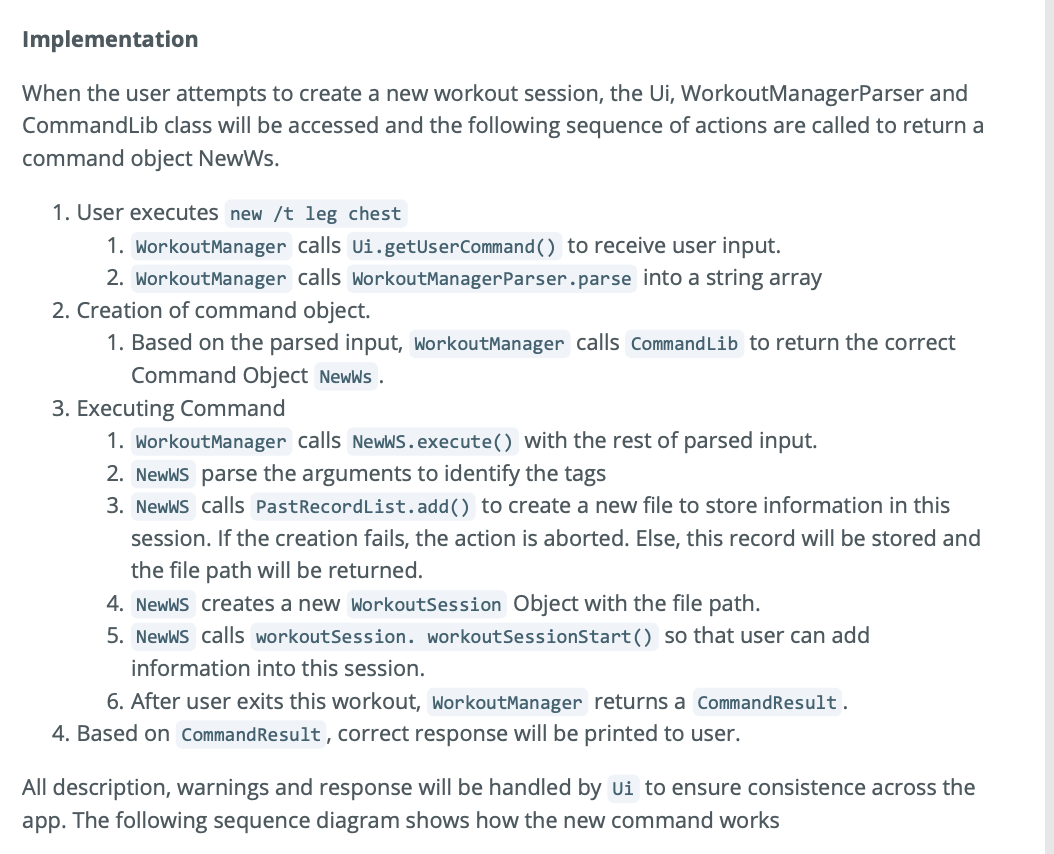 Implementation
When the user attempts to create a new workout session, the Ui, WorkoutManagerParser and
CommandLib class will be accessed and the following sequence of actions are called to return a
command object NewWs.
1. User executes new /t leg chest
1. WorkoutManager calls Ui.getUserCommand() to receive user input.
2. WorkoutManager calls WorkoutManagerParser.parse into a string array
2. Creation of command object.
1. Based on the parsed input, WorkoutManager calls CommandLib to return the correct
Command Object NewWs.
3. Executing Command
1. WorkoutManager calls NewWS.execute() with the rest of parsed input.
2. NewWS parse the arguments to identify the tags
3. NewWS calls PastRecordList.add() to create a new file to store information in this
session. If the creation fails, the action is aborted. Else, this record will be stored and
the file path will be returned.
4. NewWS creates a new WorkoutSession Object with the file path.
5. NewWS calls workoutSession. workoutSessionStart() so that user can add
information into this session.
6. After user exits this workout, WorkoutManager returns a CommandResult.
4. Based on CommandResult, correct response will be printed to user.
All description, warnings and response will be handled by Ui to ensure consistence across the
app. The following sequence diagram shows how the new command works